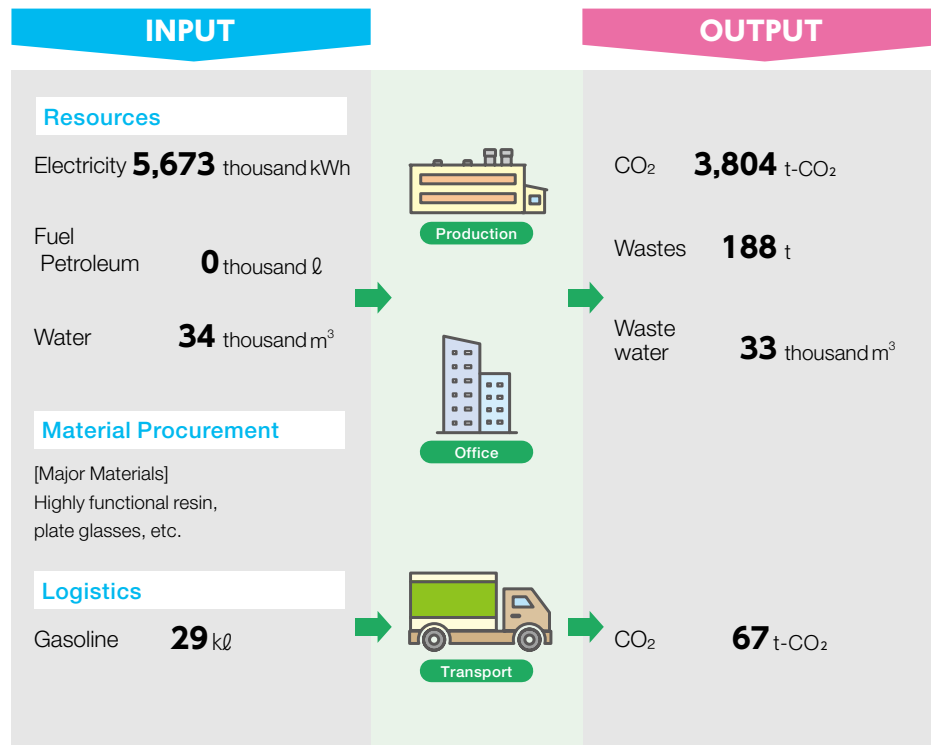 INPUT
OUTPUT
Resources
Electricity 5,673 thousand kWh
Fuel
Petroleum 0 thousand ℓ
Water 34 thousand m³
Material Procurement
[Major Materials]
Highly functional resin,
plate glasses, etc.
Logistics
Gasoline 29 kℓ
Production
Office
Transport
CO₂ 3,804 t-CO₂
Wastes 188 t
Waste
water 33 thousand m³
CO₂ 67 t-CO₂